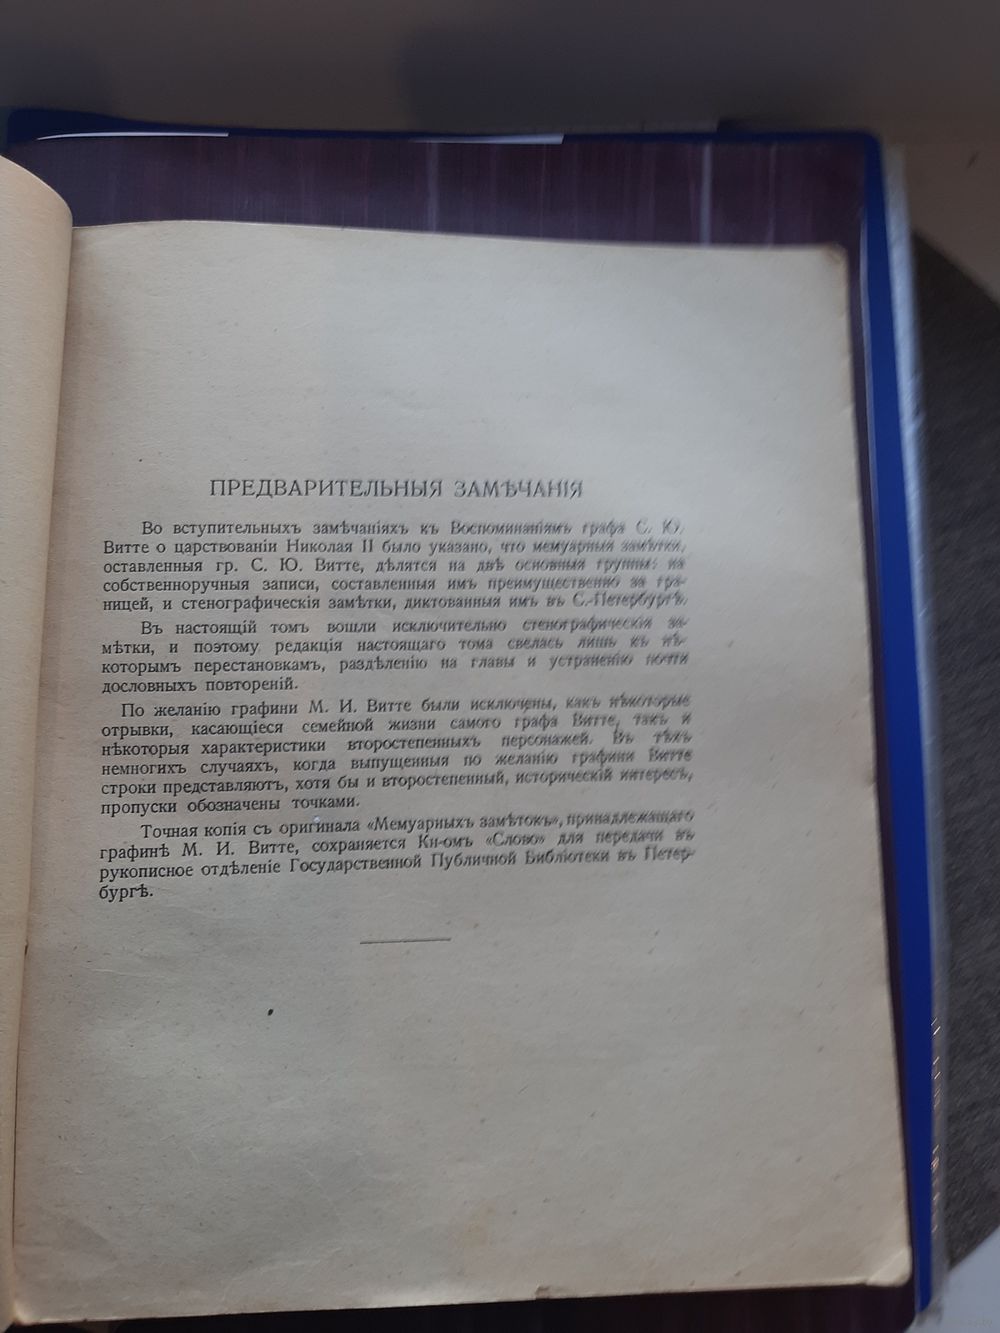 ПРЕДВАРИТЕЛЬНЫЯ ЗАМѢЧАНІЯ
Во вступительныхъ замѣчаніяхъ къ Воспоминаніямъ графа С. Ю.
Витте о царствованіи Николая II было указано, что мемуарныя замѣтки,
оставленныя гр. С. Ю. Витте, дѣлятся на двѣ основныя группы: на
собственноручныя записи, составленныя имъ преимущественно за гра-
ницей, и стенографическія замѣтки, диктованныя имъ въ С.-Петербургѣ.
Въ настоящій томъ вошли исключительно стенографическія за-
мѣтки, и поэтому редакція настоящаго тома свелась лишь къ нѣ-
которымъ перестановкамъ, раздѣленію на главы и устраненію почти
дословныхъ повтореній.
По желанію графини М. И. Витте были исключены, какъ нѣкоторые
отрывки, касающіеся семейной жизни самого графа Витте, такъ и
нѣкоторыя характеристики второстепенныхъ персонажей. Въ тѣхъ
немногихъ случаяхъ, когда выпущенныя по желанію графини Витте
строки представляютъ, хотя бы и второстепенный, историческій интересъ,
пропуски обозначены точками.
Точная копія съ оригинала «Мемуарныхъ замѣтокъ», принадлежащаго
графинѣ М. И. Витте, сохраняется Кн-омъ «Слово» для передачи въ
рукописное отдѣленіе Государственной Публичной Библіотеки въ Петер-
бургѣ.